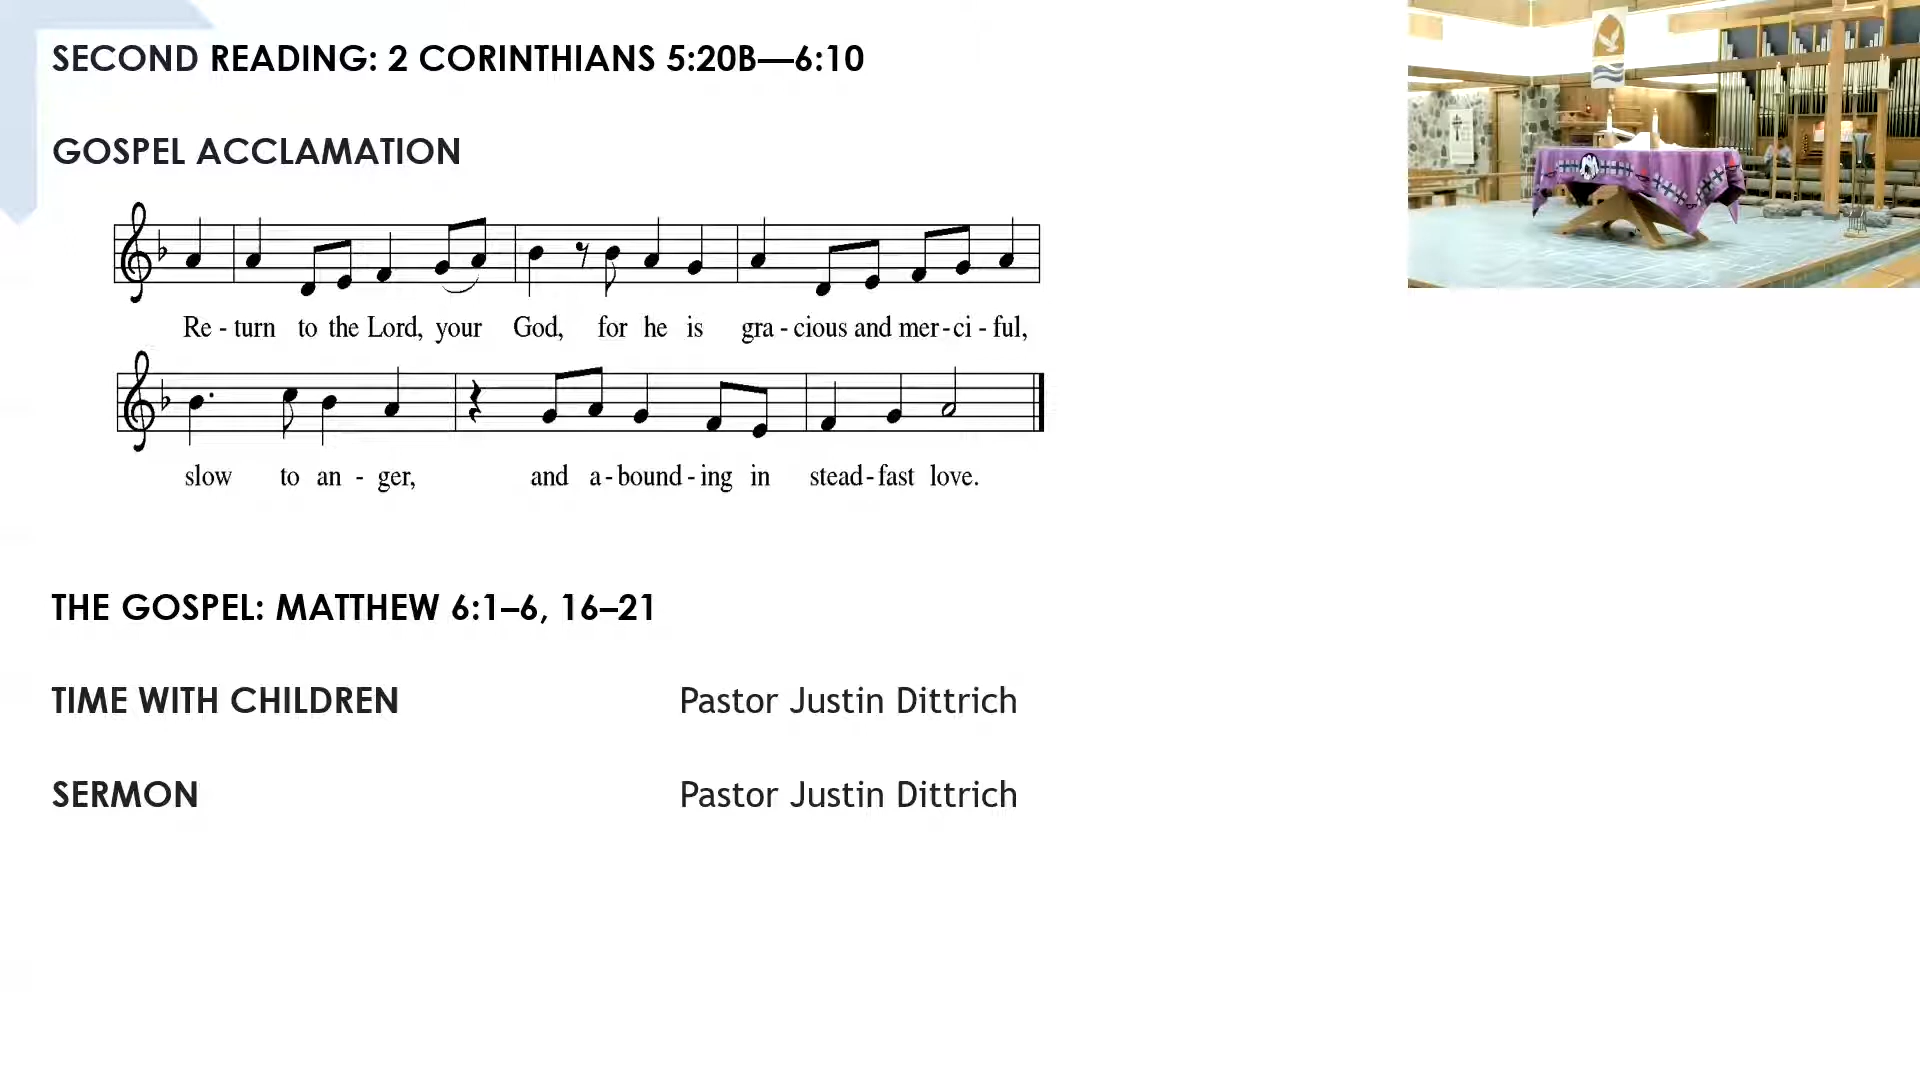 SECOND READING: 2 CORINTHIANS 5:20B—6:10
GOSPEL ACCLAMATION
Re - turn to the Lord, your God, for he is gra - cious and mer - ci - ful,
slow to an - ger, and a - bound - ing in stead - fast love.
THE GOSPEL: MATTHEW 6:1–6, 16–21
TIME WITH CHILDREN Pastor Justin Dittrich
SERMON Pastor Justin Dittrich